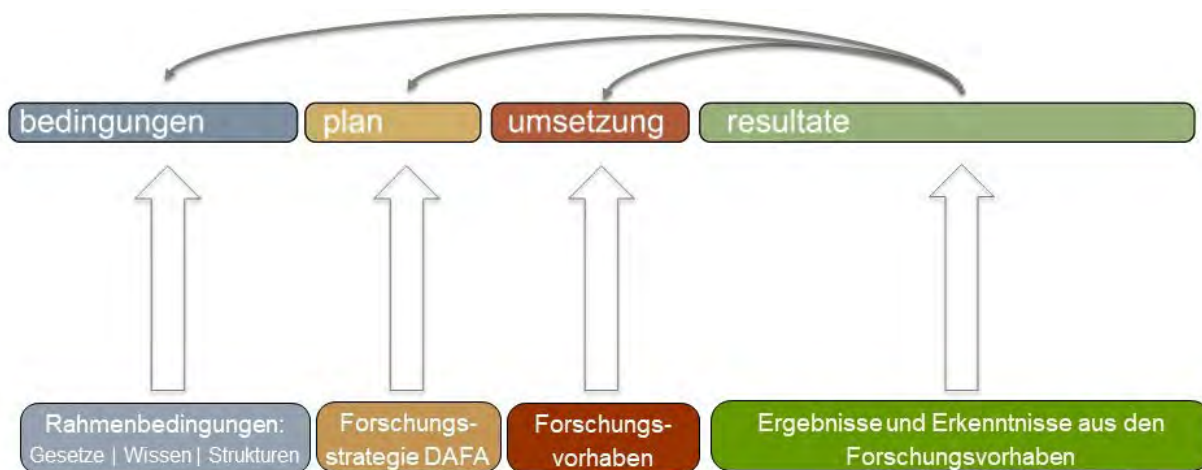 bedingungen
plan
umsetzung
resultate
Rahmenbedingungen:
Gesetze | Wissen | Strukturen
Forschungs-
strategie DAFA
Forschungs-
vorhaben
Ergebnisse und Erkenntnisse aus den
Forschungsvorhaben